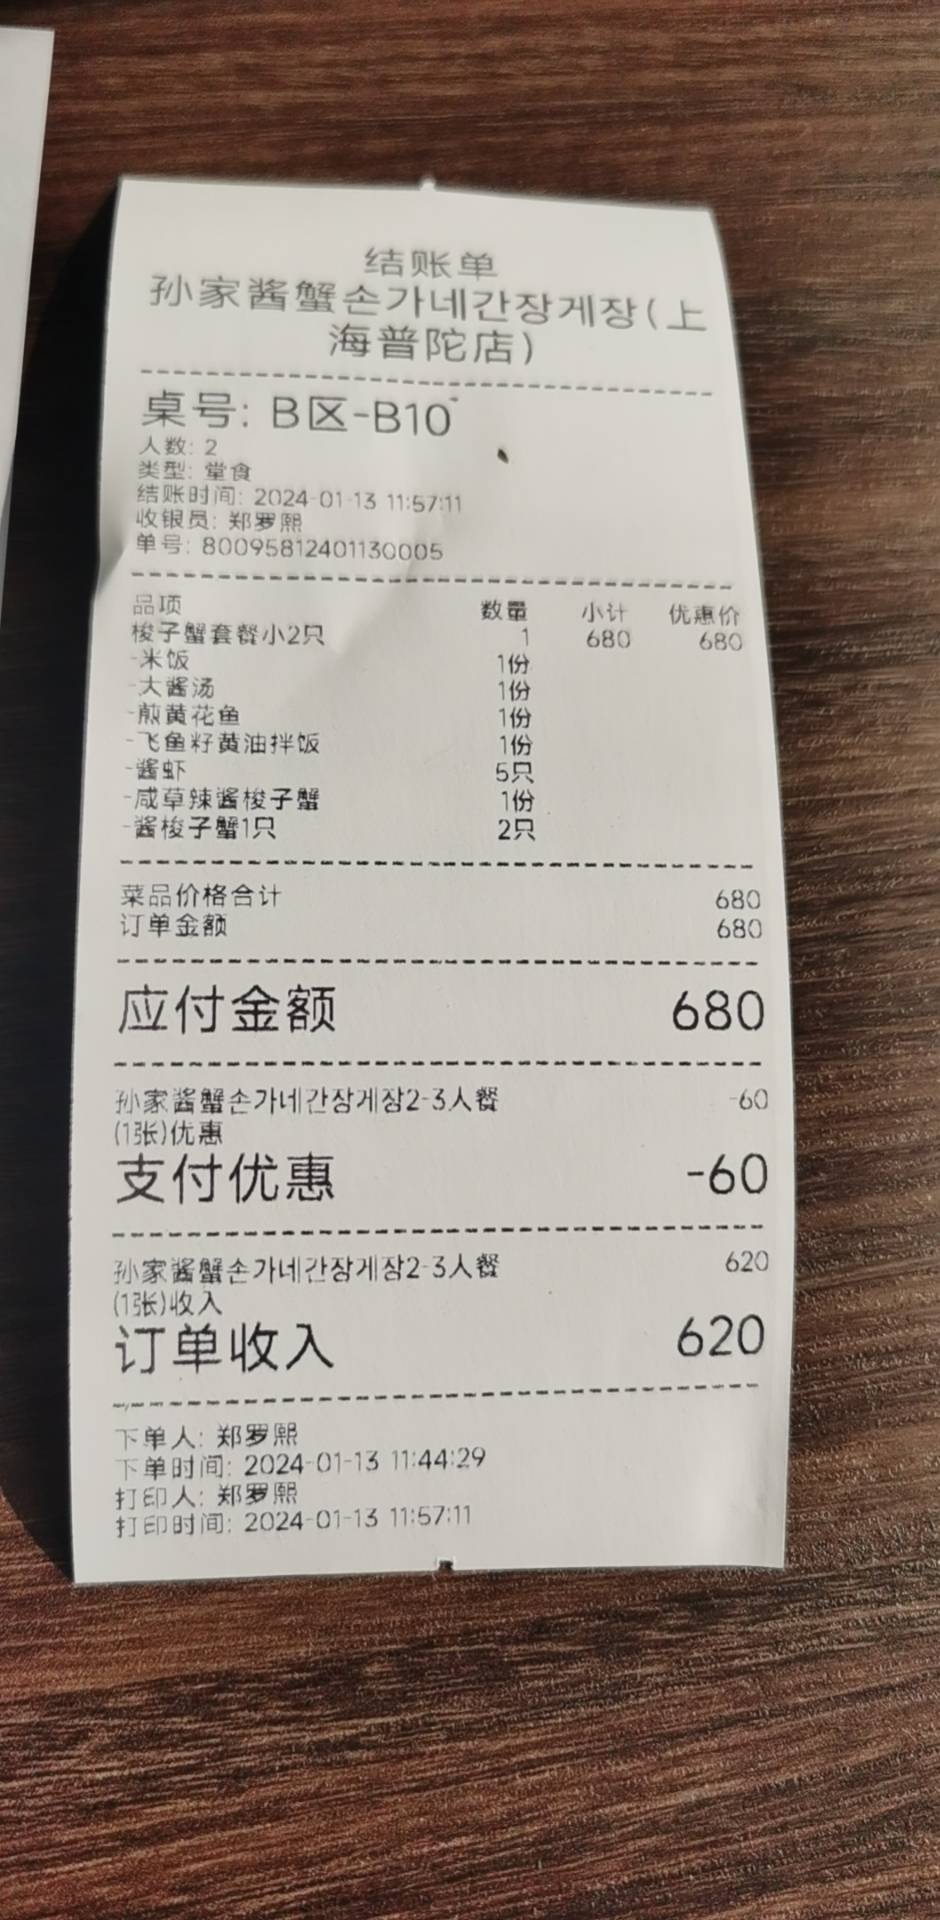 结账单
孙家酱蟹손가네간장게장(上
海普陀店)
桌号: B区-B10
人数: 2
类型: 堂食
结账时间: 2024-01-13 11:57:11
收银员: 郑罗熙
单号: 80095812401130005
品项 数量 小计 优惠价
梭子蟹套餐小2只 1 680 680
-米饭 1份
-大酱汤 1份
-煎黄花鱼 1份
-飞鱼籽黄油拌饭 1份
-酱虾 5只
-咸草辣酱梭子蟹 1份
-酱梭子蟹1只 2只
菜品价格合计 680
订单金额 680
应付金额 680
孙家酱蟹손가네간장게장2-3人餐 -60
(1张)优惠
支付优惠 -60
孙家酱蟹손가네간장게장2-3人餐 620
(1张)收入
订单收入 620
下单人: 郑罗熙
下单时间: 2024-01-13 11:44:29
打印人: 郑罗熙
打印时间: 2024-01-13 11:57:11